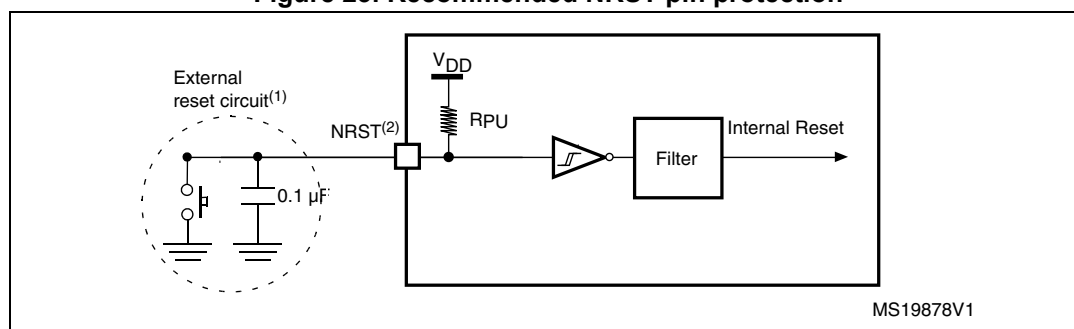 Figure 26. Recommended NRST pin protection
VDD
External
reset circuit(1)
RPU
NRST(2)
Internal Reset
Filter
0.1 µF
MS19878V1